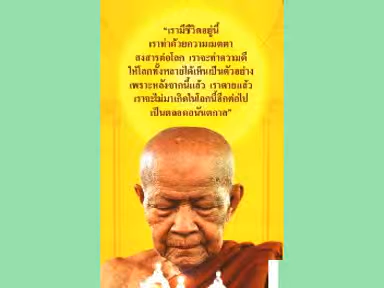 “เรามีชีวิตอยู่นี้
เราทำด้วยความเมตตา
สงสารต่อโลก เราจะทำความดี
ให้โลกทั้งหลายได้เห็นเป็นตัวอย่าง
เพราะหลังจากนี้แล้ว เราตายแล้ว
เราจะไม่มาเกิดในโลกนี้อีกต่อไป
เป็นตลอดอนันตกาล”